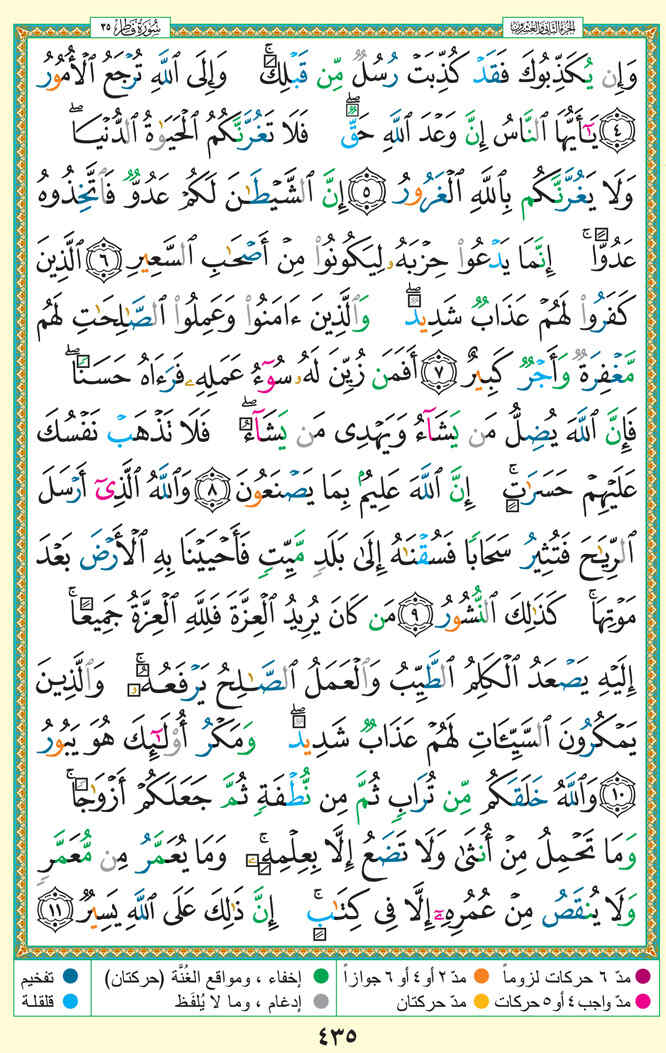 الجزء الثاني والعشرون
سُورَةُ فَاطِرٍ ٣٥
وَإِن يُكَذِّبُوكَ فَقَدْ كُذِّبَتْ رُسُلٌ مِّن قَبْلِكَ ۚ وَإِلَى ٱللَّهِ تُرْجَعُ ٱلْأُمُورُ
﴿٤﴾ يَـٰٓأَيُّهَا ٱلنَّاسُ إِنَّ وَعْدَ ٱللَّهِ حَقٌّ ۖ فَلَا تَغُرَّنَّكُمُ ٱلْحَيَوٰةُ ٱلدُّنْيَا ۖ
وَلَا يَغُرَّنَّكُم بِٱللَّهِ ٱلْغَرُورُ ﴿٥﴾ إِنَّ ٱلشَّيْطَـٰنَ لَكُمْ عَدُوٌّ فَٱتَّخِذُوهُ
عَدُوًّا ۚ إِنَّمَا يَدْعُوا۟ حِزْبَهُۥ لِيَكُونُوا۟ مِنْ أَصْحَـٰبِ ٱلسَّعِيرِ ﴿٦﴾ ٱلَّذِينَ
كَفَرُوا۟ لَهُمْ عَذَابٌ شَدِيدٌ ۖ وَٱلَّذِينَ ءَامَنُوا۟ وَعَمِلُوا۟ ٱلصَّـٰلِحَـٰتِ لَهُم
مَّغْفِرَةٌ وَأَجْرٌ كَبِيرٌ ﴿٧﴾ أَفَمَن زُيِّنَ لَهُۥ سُوٓءُ عَمَلِهِۦ فَرَءَاهُ حَسَنًا ۖ
فَإِنَّ ٱللَّهَ يُضِلُّ مَن يَشَآءُ وَيَهْدِى مَن يَشَآءُ ۖ فَلَا تَذْهَبْ نَفْسُكَ
عَلَيْهِمْ حَسَرَٰتٍ ۚ إِنَّ ٱللَّهَ عَلِيمٌۢ بِمَا يَصْنَعُونَ ﴿٨﴾ وَٱللَّهُ ٱلَّذِىٓ أَرْسَلَ
ٱلرِّيَـٰحَ فَتُثِيرُ سَحَابًا فَسُقْنَـٰهُ إِلَىٰ بَلَدٍ مَّيِّتٍ فَأَحْيَيْنَا بِهِ ٱلْأَرْضَ بَعْدَ
مَوْتِهَا ۚ كَذَٰلِكَ ٱلنُّشُورُ ﴿٩﴾ مَن كَانَ يُرِيدُ ٱلْعِزَّةَ فَلِلَّهِ ٱلْعِزَّةُ جَمِيعًا ۚ
إِلَيْهِ يَصْعَدُ ٱلْكَلِمُ ٱلطَّيِّبُ وَٱلْعَمَلُ ٱلصَّـٰلِحُ يَرْفَعُهُۥ ۚ وَٱلَّذِينَ
يَمْكُرُونَ ٱلسَّيِّـَٔاتِ لَهُمْ عَذَابٌ شَدِيدٌ ۖ وَمَكْرُ أُو۟لَـٰٓئِكَ هُوَ يَبُورُ
﴿١٠﴾ وَٱللَّهُ خَلَقَكُم مِّن تُرَابٍ ثُمَّ مِن نُّطْفَةٍ ثُمَّ جَعَلَكُمْ أَزْوَٰجًا ۚ
وَمَا تَحْمِلُ مِنْ أُنثَىٰ وَلَا تَضَعُ إِلَّا بِعِلْمِهِۦ ۚ وَمَا يُعَمَّرُ مِن مُّعَمَّرٍ
وَلَا يُنقَصُ مِنْ عُمُرِهِۦٓ إِلَّا فِى كِتَـٰبٍ ۚ إِنَّ ذَٰلِكَ عَلَى ٱللَّهِ يَسِيرٌ ﴿١١﴾
مدّ ٦ حركات لزوماً مدّ ٢ أو ٤ أو ٦ جوازاً إخفاء ، ومواقع الغُنَّة (حركتان) تفخيم
مدّ واجب ٤ أو ٥ حركات مدّ حركتان إدغام ، وما لا يُلفَظ قلقلة
٤٣٥